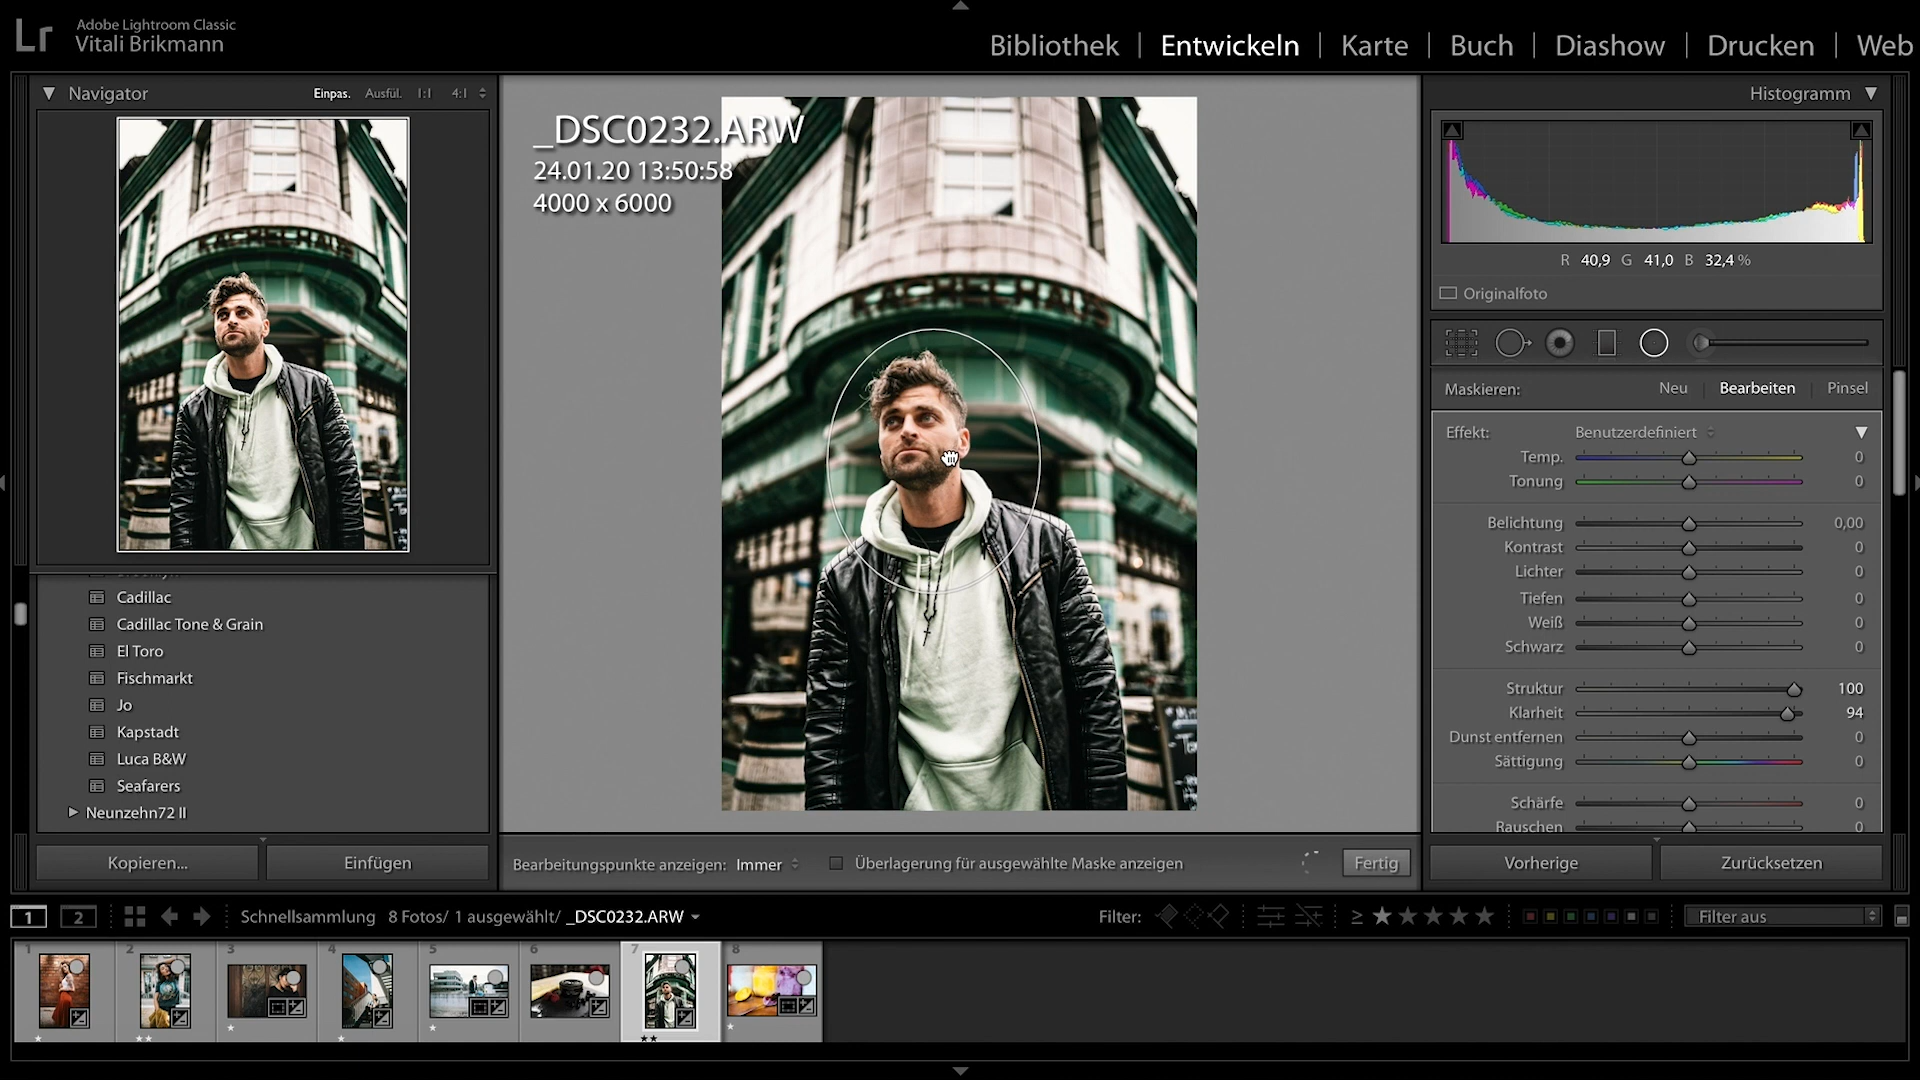 Lr
Adobe Lightroom Classic
Vitali Brikmann
Bibliothek | Entwickeln | Karte | Buch | Diashow | Drucken | Web
Navigator Einpas. Ausfül. 1:1 4:1
_DSC0232.ARW
24.01.20 13:50:58
4000 x 6000
KACHELHAUS
Histogramm
R 40,9 G 41,0 B 32,4 %
Originalfoto
Maskieren: Neu | Bearbeiten | Pinsel
Effekt: Benutzerdefiniert
Temp. 0
Tonung 0
Belichtung 0,00
Kontrast 0
Lichter 0
Tiefen 0
Weiß 0
Schwarz 0
Struktur 100
Klarheit 94
Dunst entfernen 0
Sättigung 0
Schärfe 0
Rauschen 0
Cadillac
Cadillac Tone & Grain
El Toro
Fischmarkt
Jo
Kapstadt
Luca B&W
Seafarers
Neunzehn72 II
Kopieren... Einfügen
Bearbeitungspunkte anzeigen: Immer Überlagerung für ausgewählte Maske anzeigen Fertig
Vorherige Zurücksetzen
1 2 Schnellsammlung 8 Fotos/ 1 ausgewählt/ _DSC0232.ARW Filter: ≥ ★★★★★ Filter aus
1 2 3 4 5 6 7 8